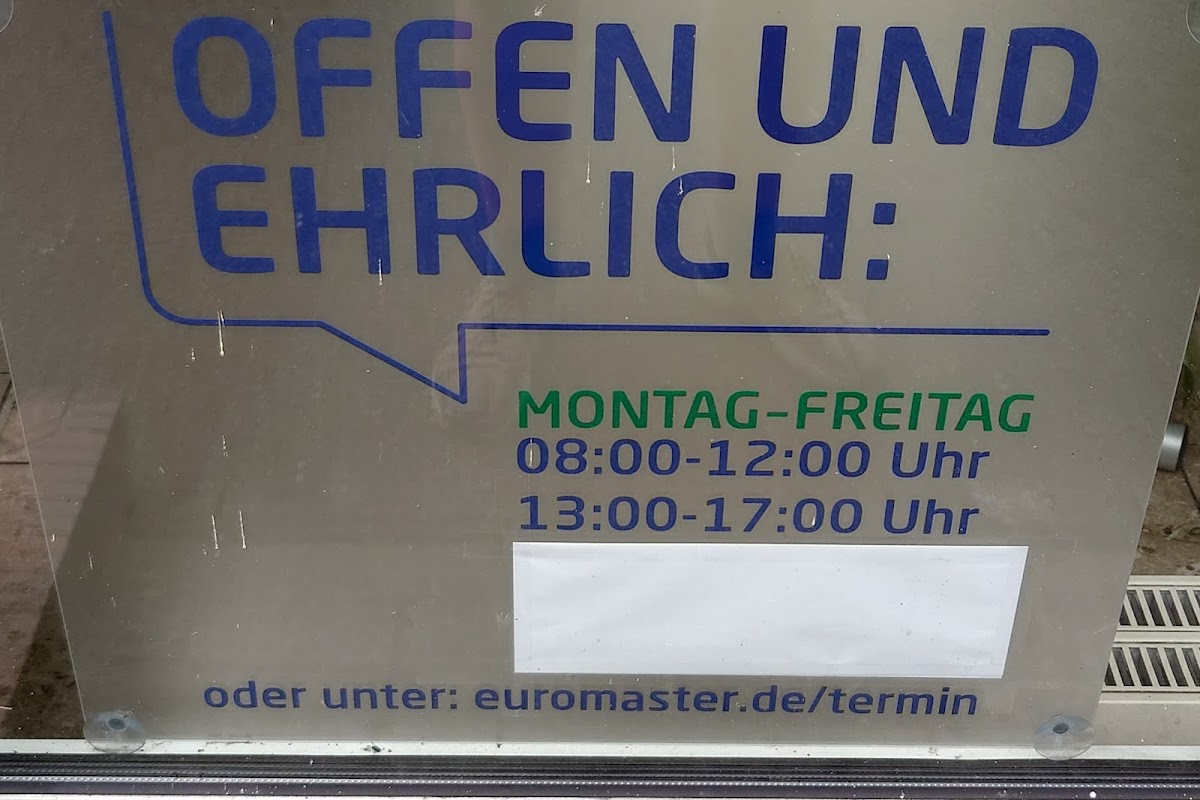 OFFEN UND
EHRLICH:
MONTAG-FREITAG
08:00-12:00 Uhr
13:00-17:00 Uhr
oder unter: euromaster.de/termin